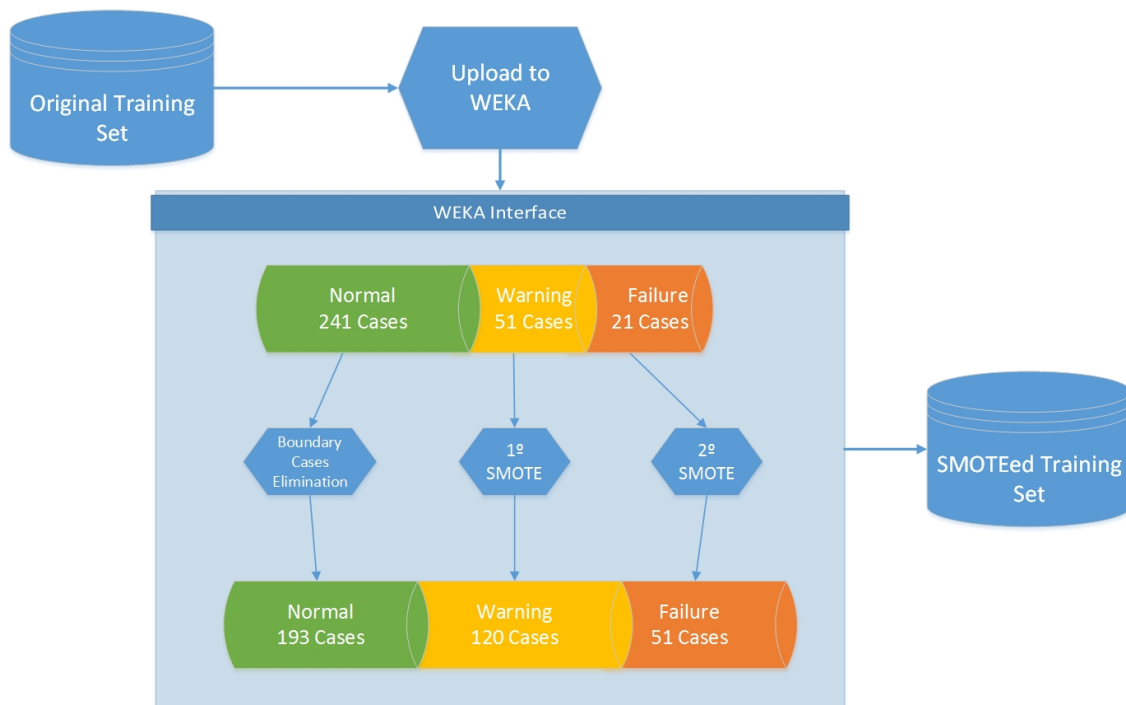 Original Training
Set
Upload to
WEKA
WEKA Interface
Normal
241 Cases
Warning
51 Cases
Failure
21 Cases
Boundary
Cases
Elimination
1º
SMOTE
2º
SMOTE
SMOTEed Training
Set
Normal
193 Cases
Warning
120 Cases
Failure
51 Cases